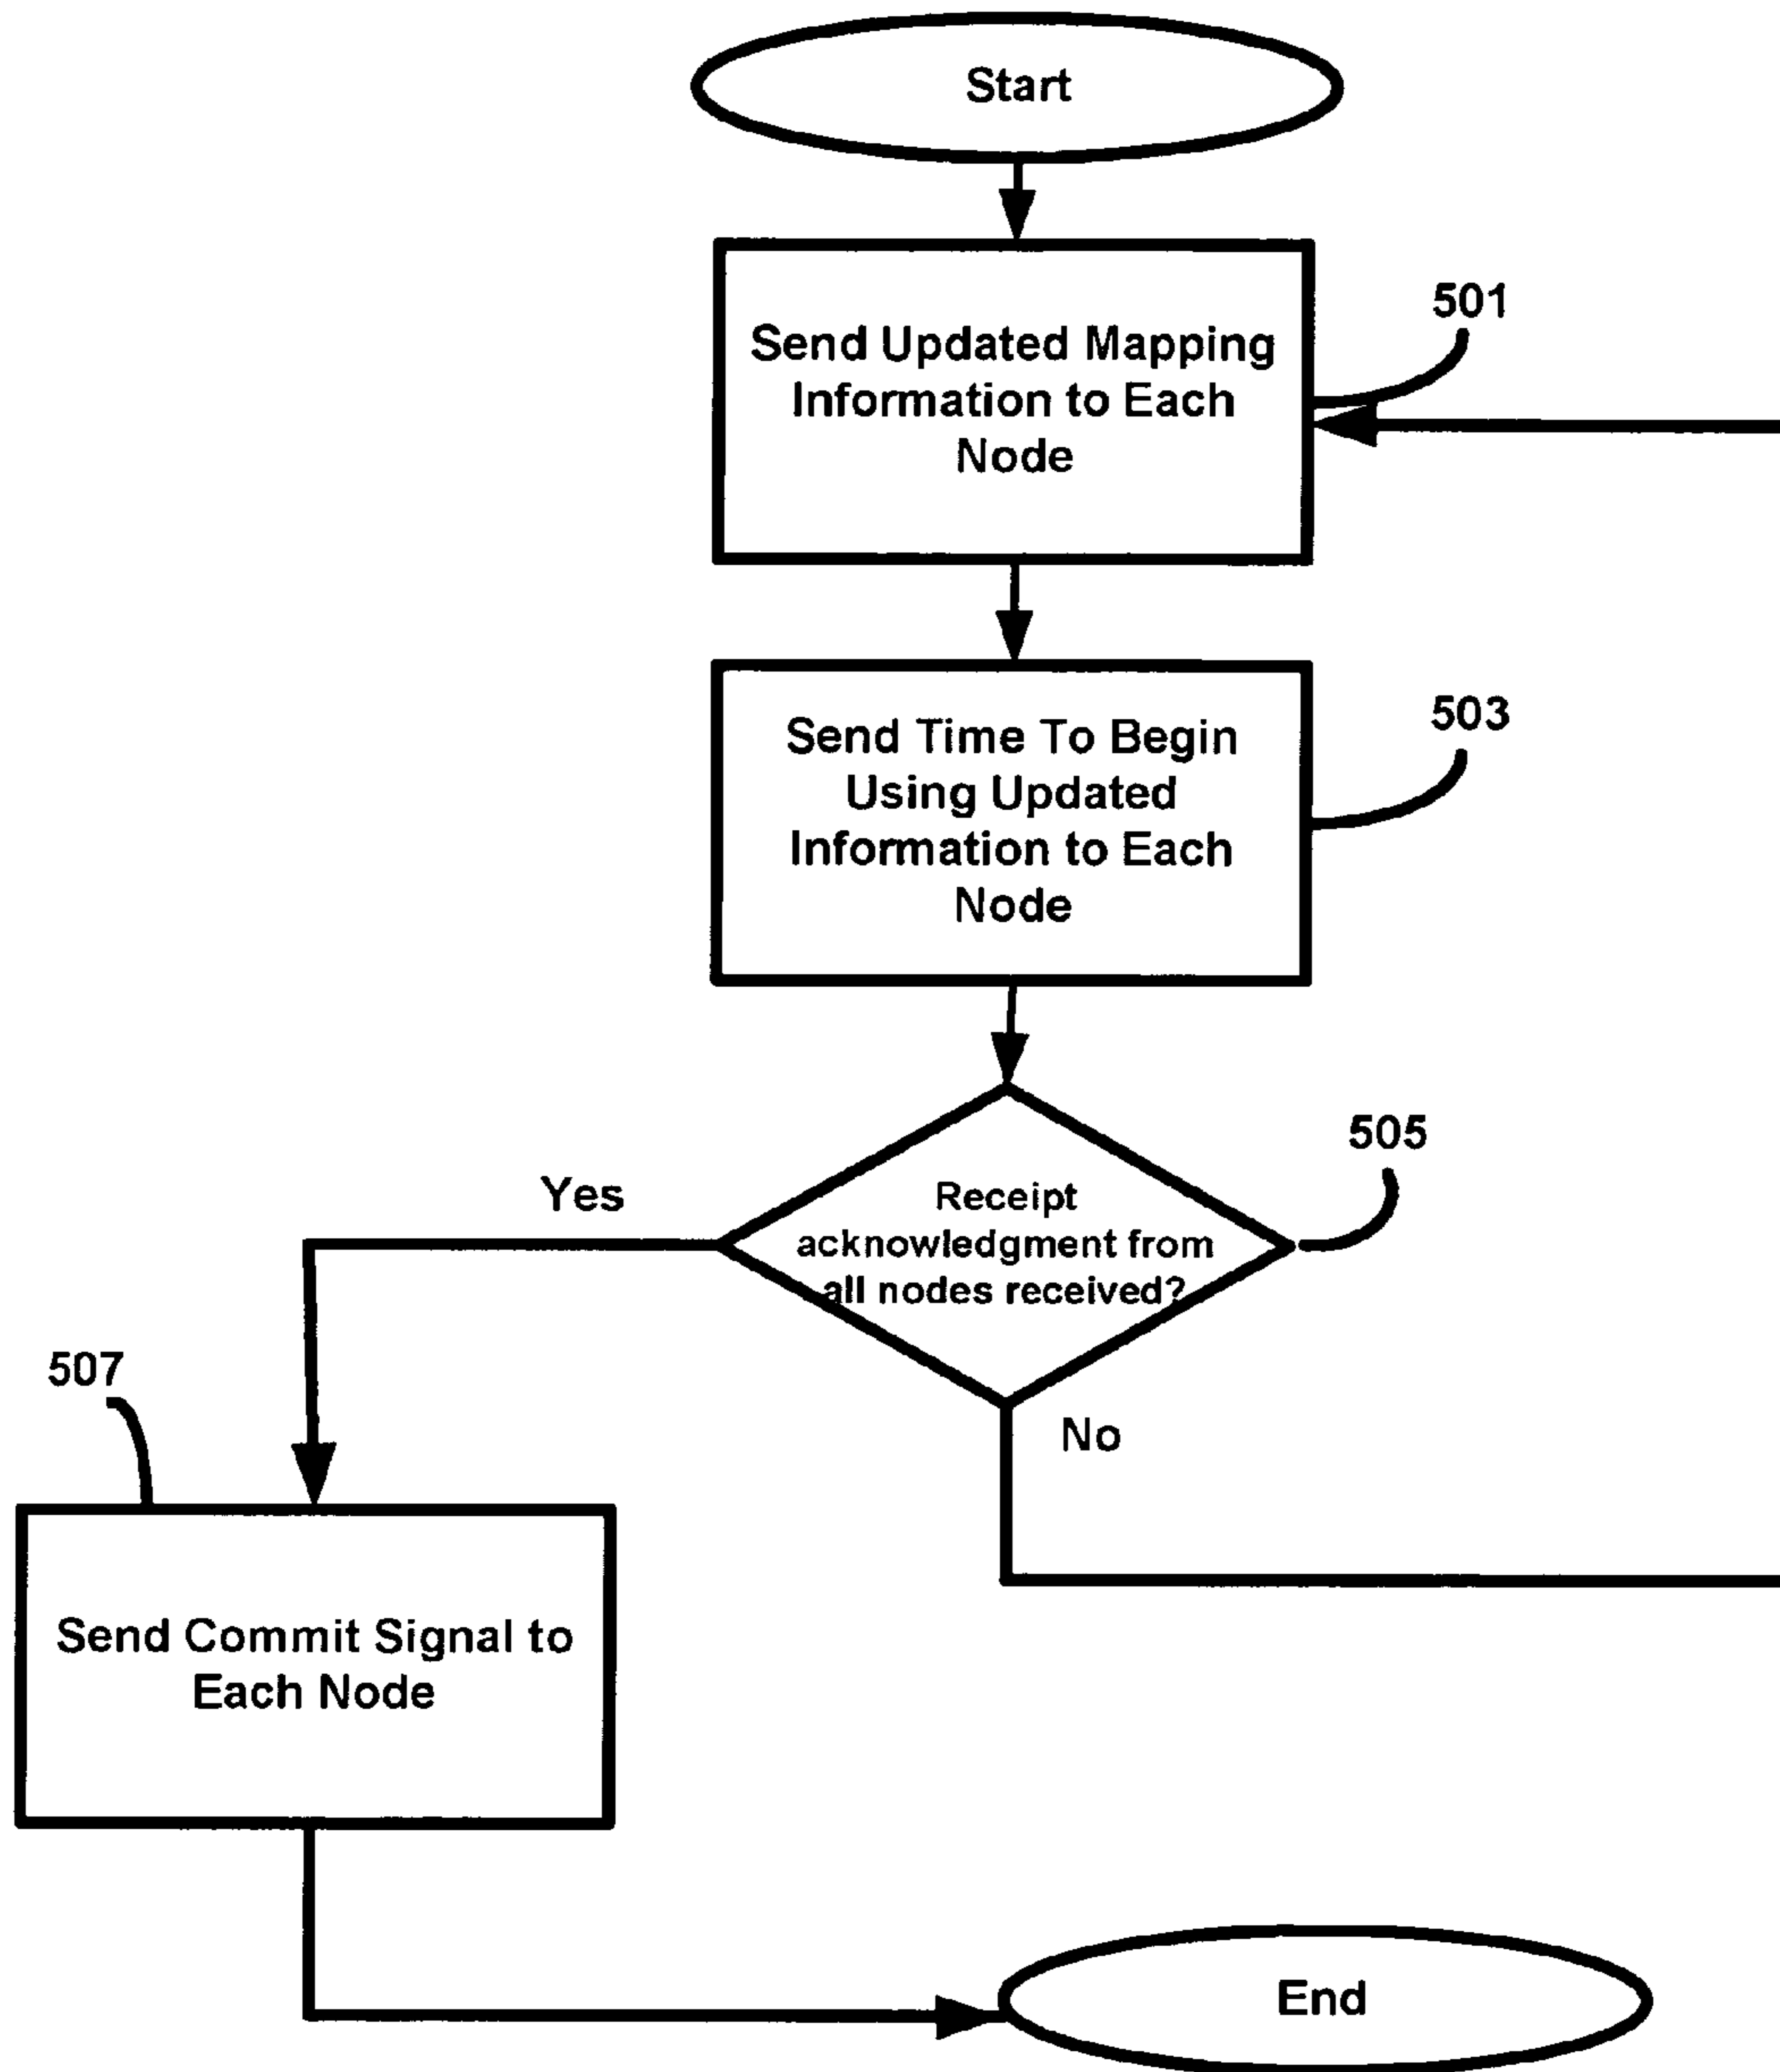 Start
501
Send Updated Mapping
Information to Each
Node
503
Send Time To Begin
Using Updated
Information to Each
Node
505
Yes
Receipt
acknowledgment from
all nodes received?
507
No
Send Commit Signal to
Each Node
End